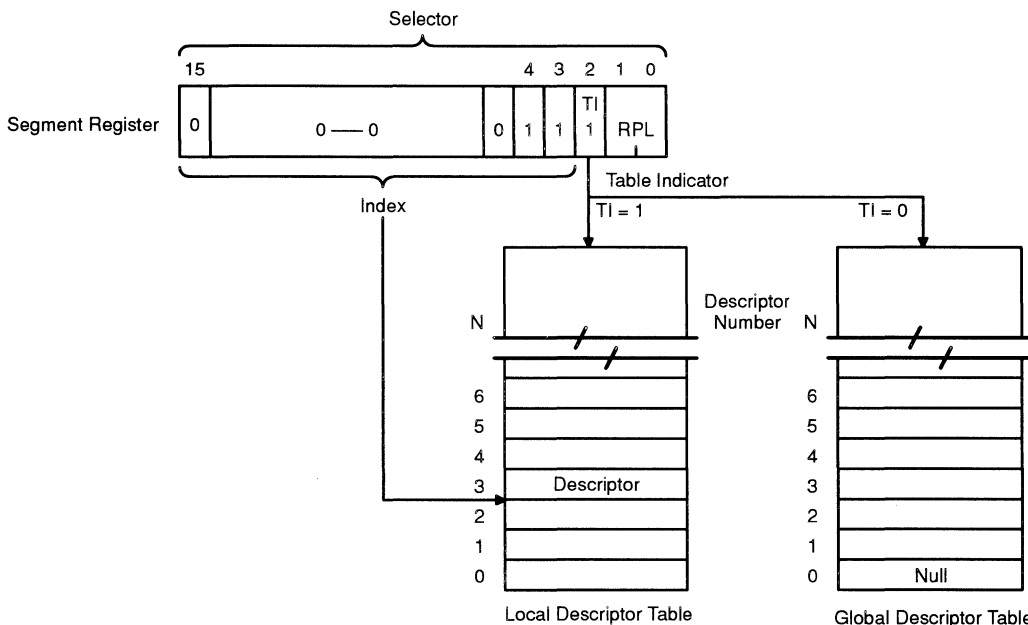 Selector
15 4 3 2 1 0
TI
Segment Register 0 0 — 0 0 1 1 1 RPL
Table Indicator
Index
TI = 1 TI = 0
Descriptor
Number
N N
6 6
5 5
4 4
3 Descriptor 3
2 2
1 1
0 0 Null
Local Descriptor Table Global Descriptor Table